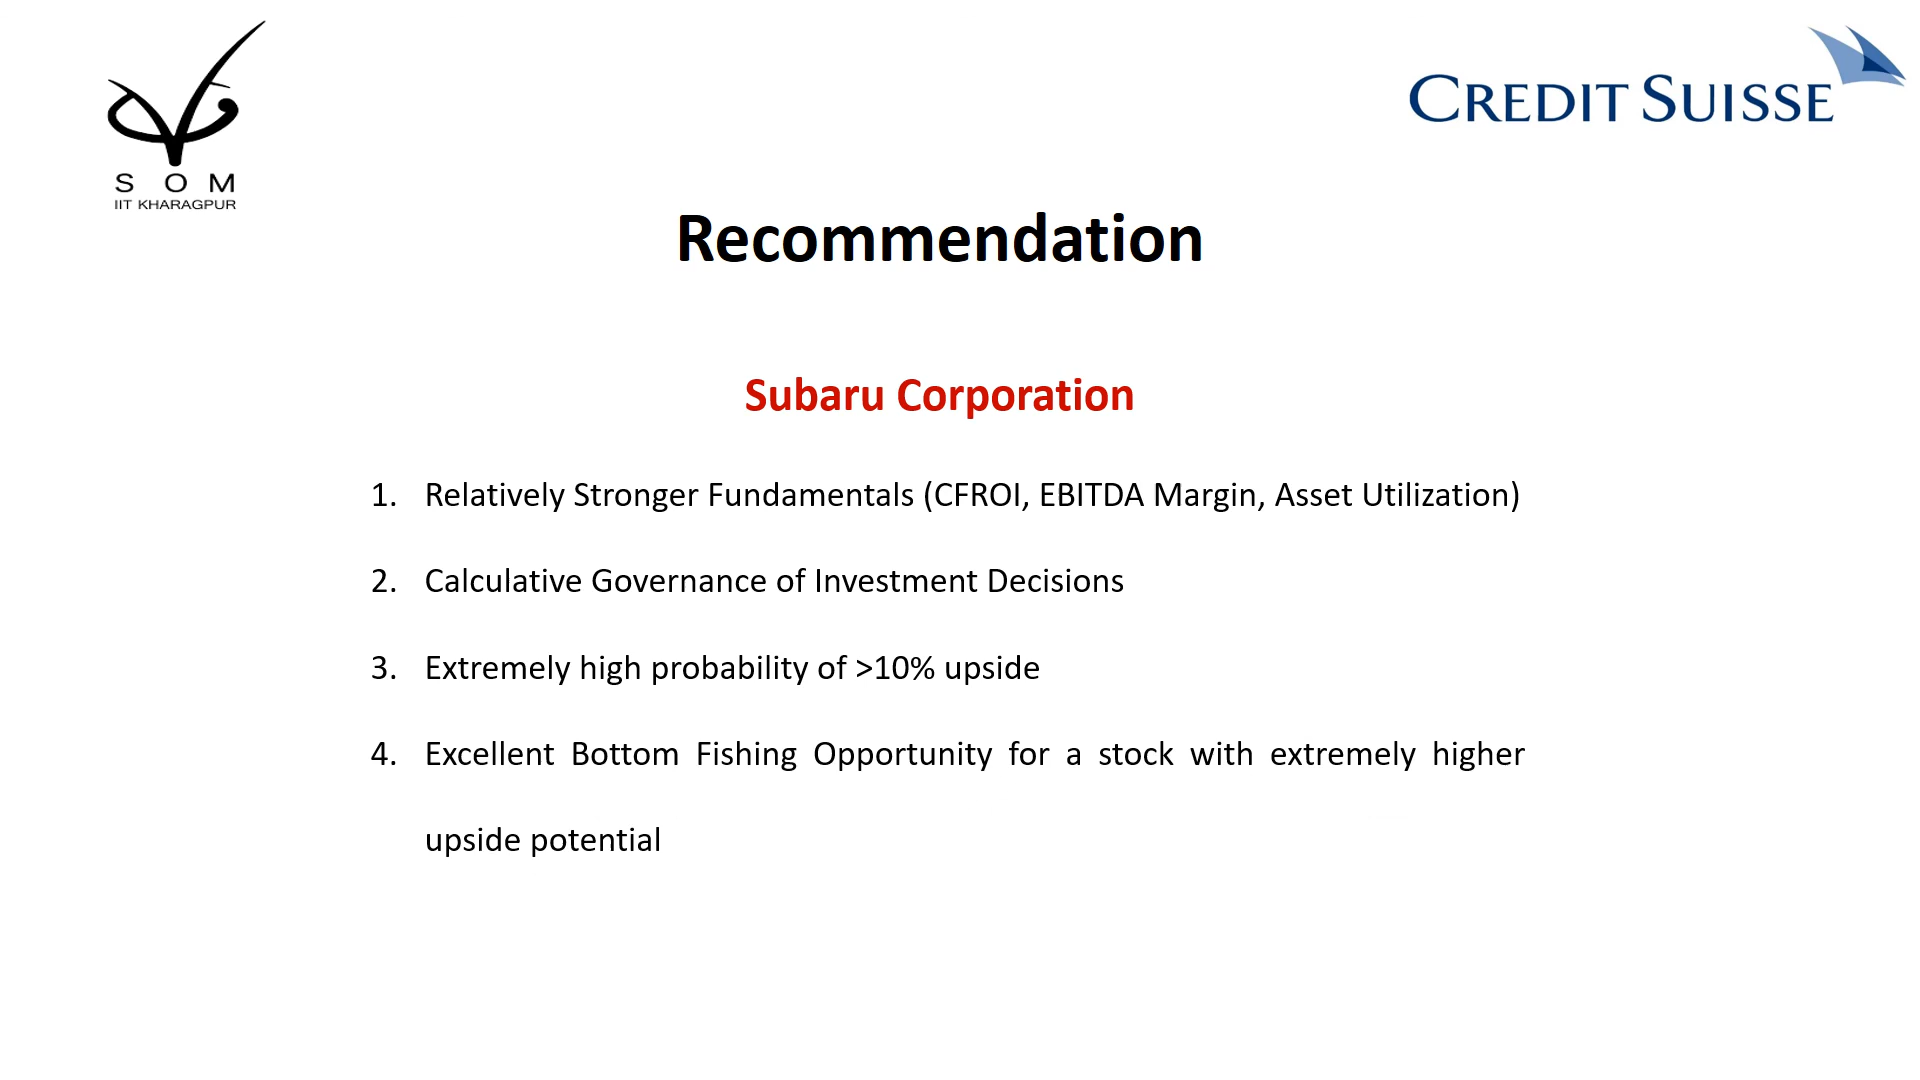 S O M
IIT KHARAGPUR
CREDIT SUISSE
Recommendation
Subaru Corporation
1. Relatively Stronger Fundamentals (CFROI, EBITDA Margin, Asset Utilization)
2. Calculative Governance of Investment Decisions
3. Extremely high probability of >10% upside
4. Excellent Bottom Fishing Opportunity for a stock with extremely higher
upside potential